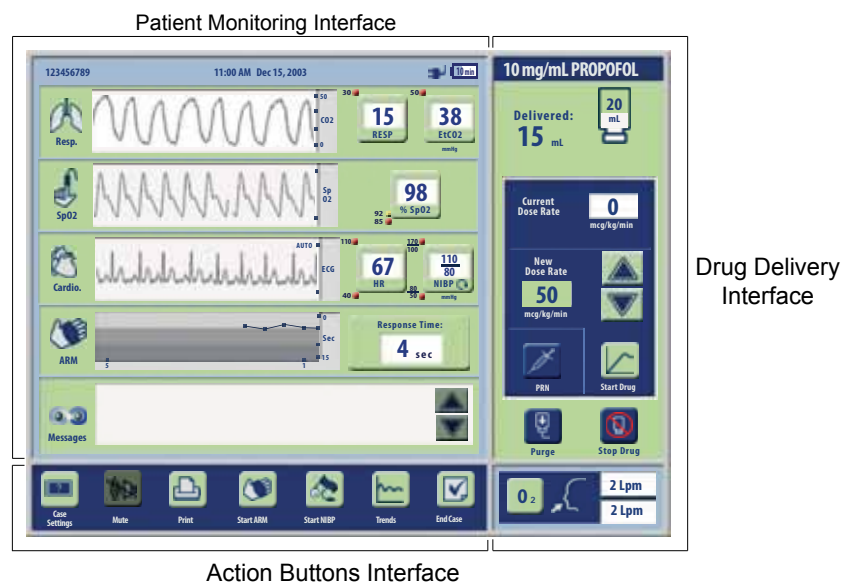 Patient Monitoring Interface
123456789
11:00 AM Dec 15, 2003
10 min
Resp.
50
CO2
0
30
15
RESP
50
38
EtCO2
mmHg
SpO2
Sp
O2
98
% SpO2
92
85
Cardio.
AUTO
ECG
110
67
HR
40
120
100
110
80
NIBP
80
50
mmHg
ARM
0
Sec
15
5
1
Response Time:
4 sec
Messages
Case
Settings
Mute
Print
Start ARM
Start NIBP
Trends
End Case
Action Buttons Interface
10 mg/mL PROPOFOL
Delivered:
15 mL
20
mL
Current
Dose Rate
0
mcg/kg/min
New
Dose Rate
50
mcg/kg/min
PRN
Start Drug
Purge
Stop Drug
O2
2 Lpm
2 Lpm
Drug Delivery
Interface